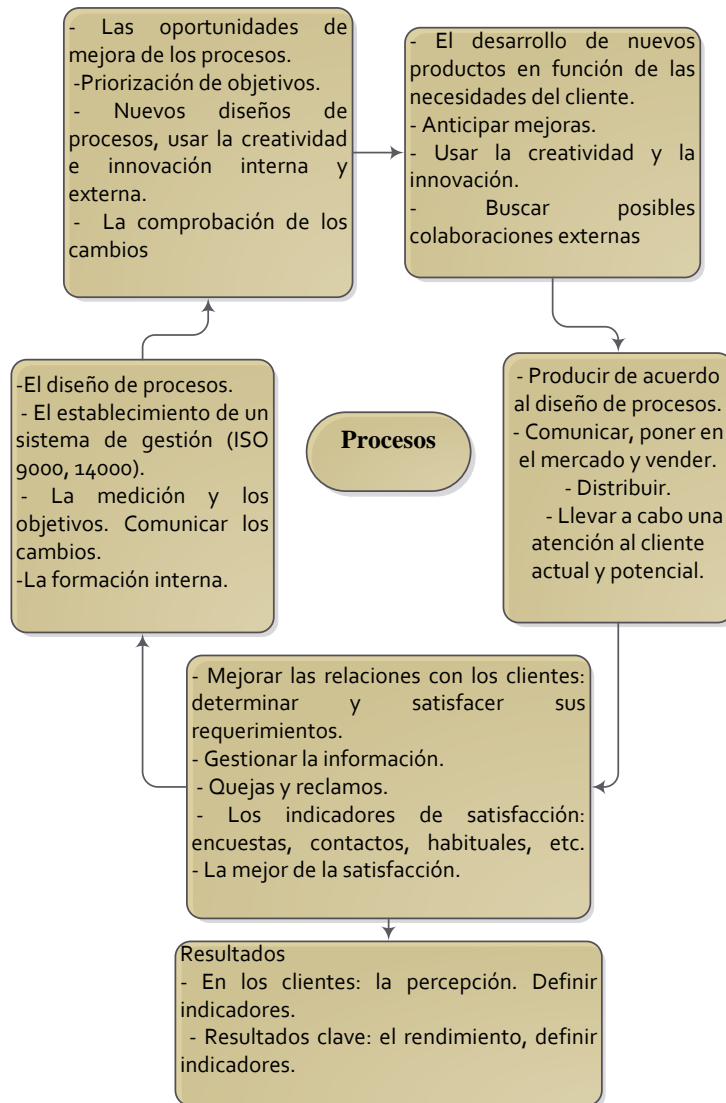 - Las oportunidades de
mejora de los procesos.
-Priorización de objetivos.
- Nuevos diseños de
procesos, usar la creatividad
e innovación interna y
externa.
- La comprobación de los
cambios
- El desarrollo de nuevos
productos en función de las
necesidades del cliente.
- Anticipar mejoras.
- Usar la creatividad y la
innovación.
- Buscar posibles
colaboraciones externas
-El diseño de procesos.
- El establecimiento de un
sistema de gestión (ISO
9000, 14000).
- La medición y los
objetivos. Comunicar los
cambios.
-La formación interna.
Procesos
- Producir de acuerdo
al diseño de procesos.
- Comunicar, poner en
el mercado y vender.
- Distribuir.
- Llevar a cabo una
atención al cliente
actual y potencial.
- Mejorar las relaciones con los clientes:
determinar y satisfacer sus
requerimientos.
- Gestionar la información.
- Quejas y reclamos.
- Los indicadores de satisfacción:
encuestas, contactos, habituales, etc.
- La mejor de la satisfacción.
Resultados
- En los clientes: la percepción. Definir
indicadores.
- Resultados clave: el rendimiento, definir
indicadores.